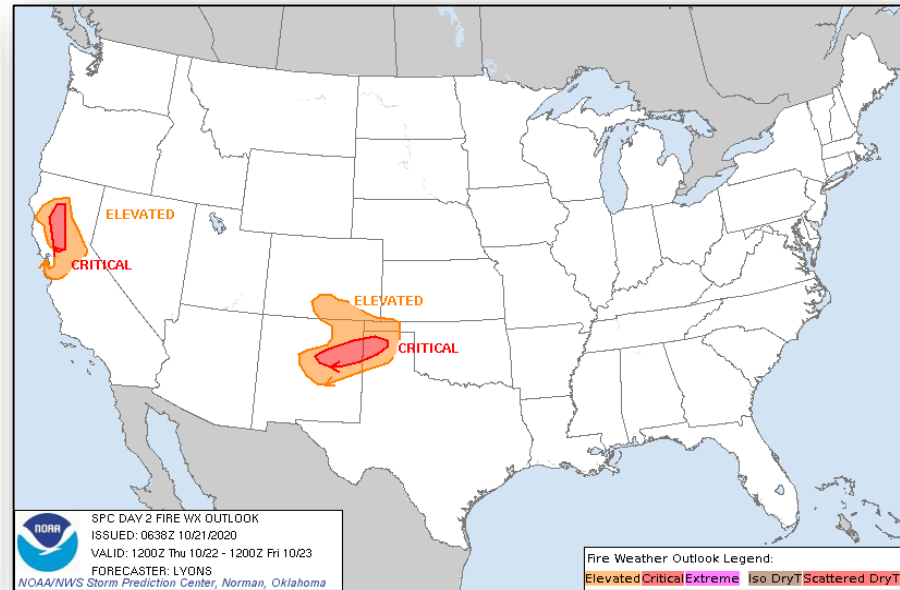 ELEVATED
CRITICAL
ELEVATED
CRITICAL
NOAA
SPC DAY 2 FIRE WX OUTLOOK
ISSUED: 0638Z 10/21/2020
VALID: 1200Z Thu 10/22 - 1200Z Fri 10/23
FORECASTER: LYONS
NOAA/NWS Storm Prediction Center, Norman, Oklahoma
Fire Weather Outlook Legend:
Elevated Critical Extreme Iso DryT Scattered DryT